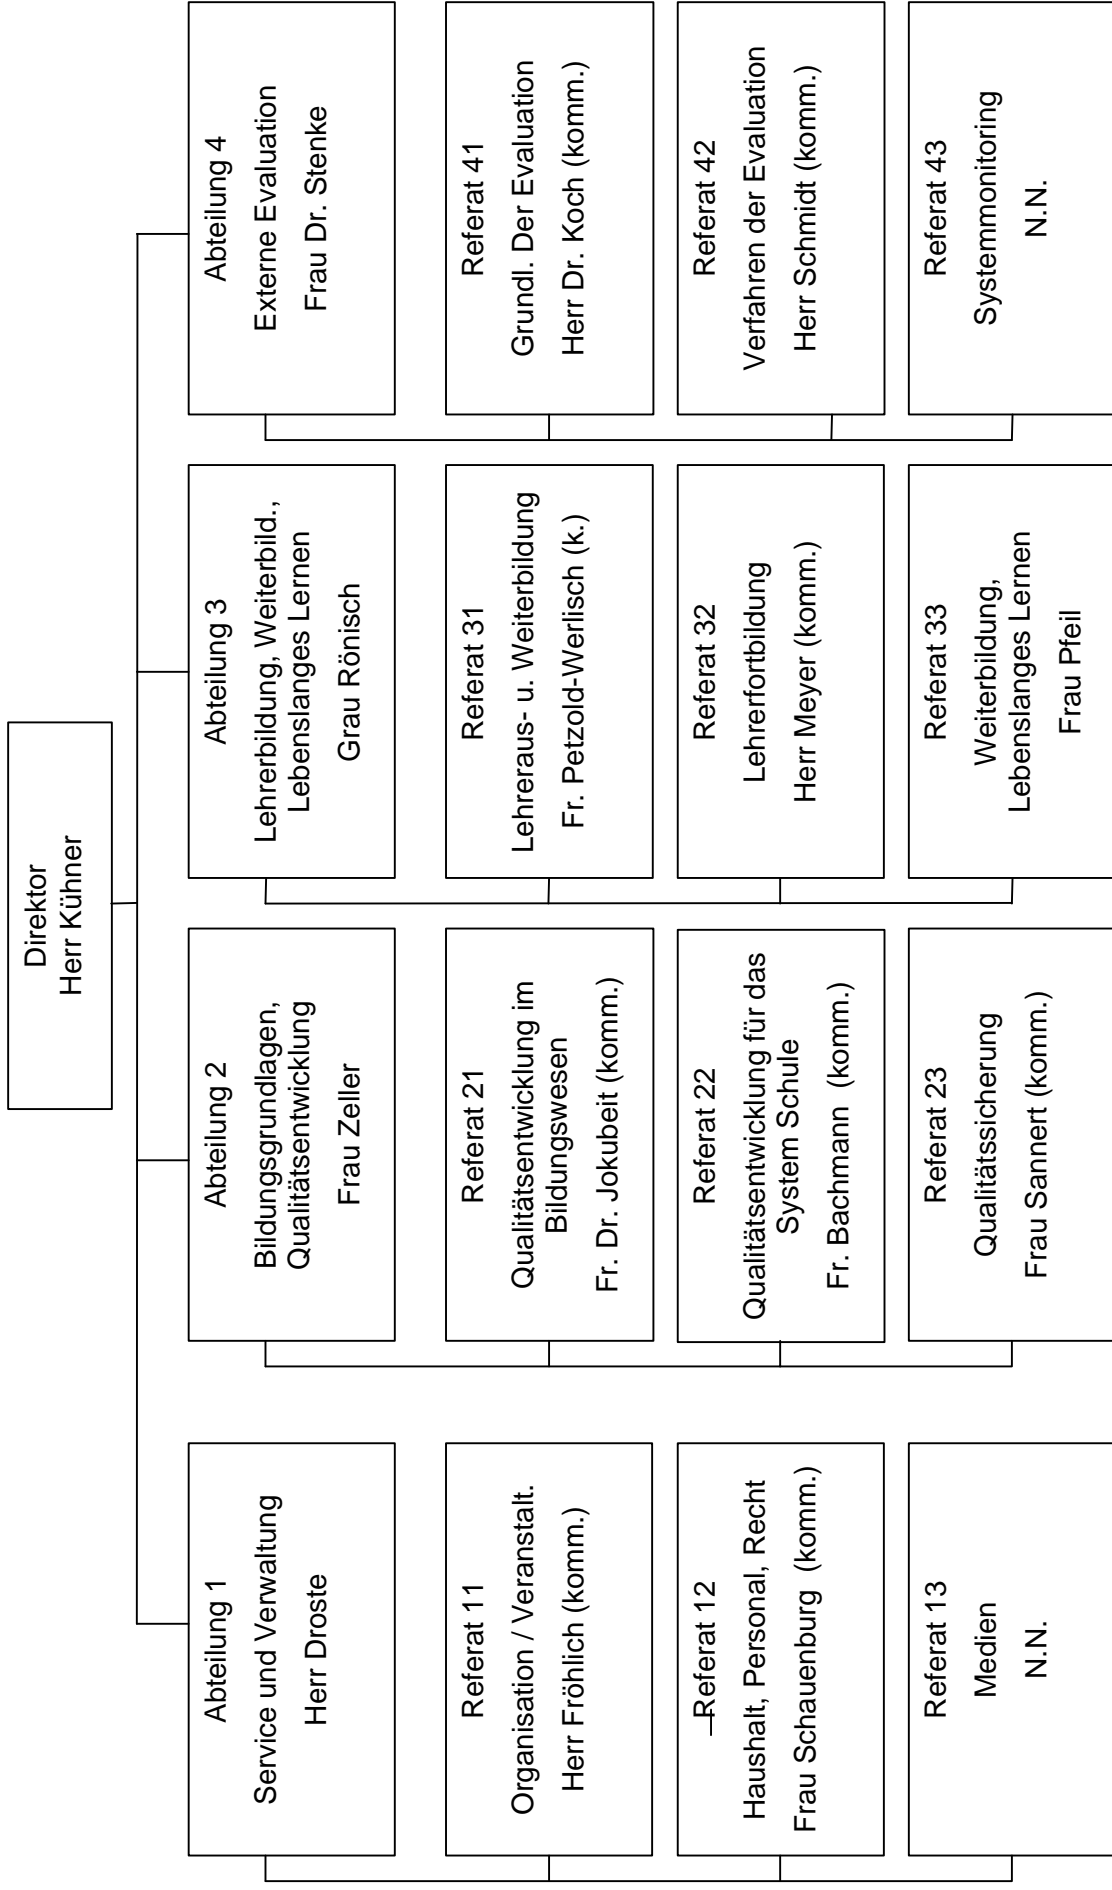 Direktor
Herr Kühner
Abteilung 1
Service und Verwaltung
Herr Droste
Referat 11
Organisation / Veranstalt.
Herr Fröhlich (komm.)
Referat 12
Haushalt, Personal, Recht
Frau Schauenburg (komm.)
Referat 13
Medien
N.N.
Abteilung 2
Bildungsgrundlagen,
Qualitätsentwicklung
Frau Zeller
Referat 21
Qualitätsentwicklung im
Bildungswesen
Fr. Dr. Jokubeit (komm.)
Referat 22
Qualitätsentwicklung für das
System Schule
Fr. Bachmann (komm.)
Referat 23
Qualitätssicherung
Frau Sannert (komm.)
Abteilung 3
Lehrerbildung, Weiterbild.,
Lebenslanges Lernen
Grau Rönisch
Referat 31
Lehreraus- u. Weiterbildung
Fr. Petzold-Werlisch (k.)
Referat 32
Lehrerfortbildung
Herr Meyer (komm.)
Referat 33
Weiterbildung,
Lebenslanges Lernen
Frau Pfeil
Abteilung 4
Externe Evaluation
Frau Dr. Stenke
Referat 41
Grundl. Der Evaluation
Herr Dr. Koch (komm.)
Referat 42
Verfahren der Evaluation
Herr Schmidt (komm.)
Referat 43
Systemmonitoring
N.N.